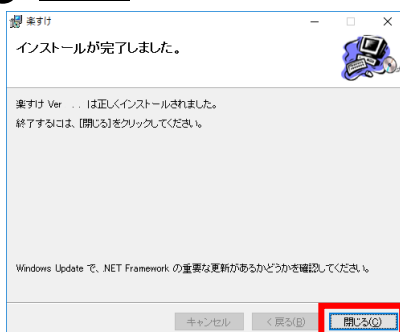 楽すけ
インストールが完了しました。
楽すけ Ver . . は正しくインストールされました。
終了するには、[閉じる]をクリックしてください。
Windows Update で、.NET Framework の重要な更新があるかどうかを確認してください。
キャンセル < 戻る(B) 閉じる(C)